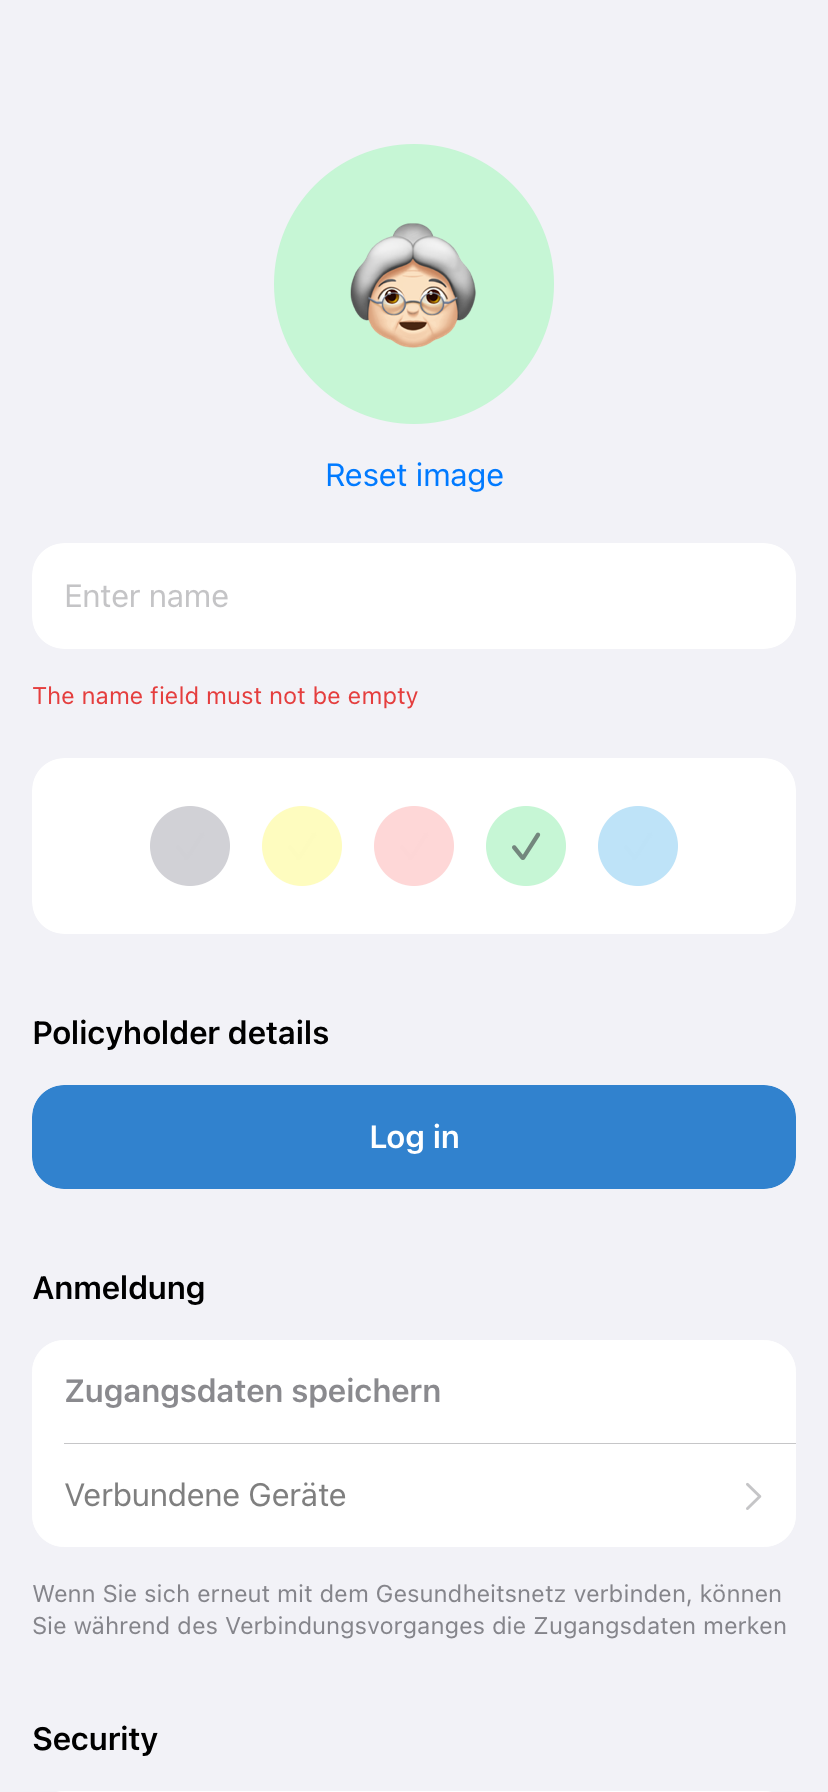 Reset image
Enter name
The name field must not be empty
Policyholder details
Log in
Anmeldung
Zugangsdaten speichern
Verbundene Geräte
Wenn Sie sich erneut mit dem Gesundheitsnetz verbinden, können
Sie während des Verbindungsvorganges die Zugangsdaten merken
Security